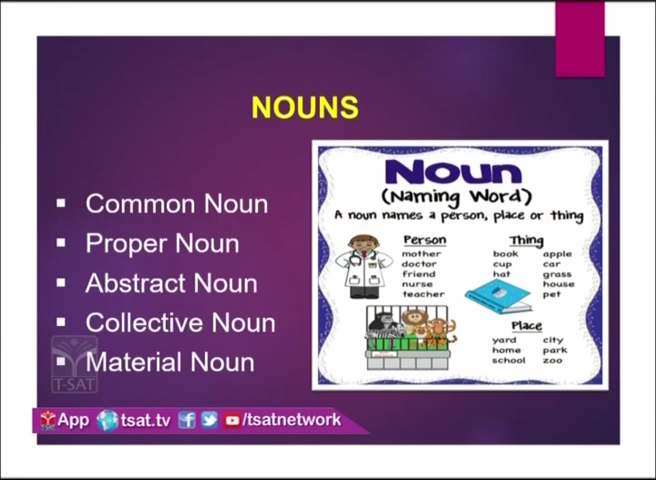 NOUNS
Common Noun
Proper Noun
Abstract Noun
Collective Noun
Material Noun
Noun
(Naming Word)
A noun names a person, place or thing
Person
mother
doctor
friend
nurse
teacher
Thing
book apple
cup car
hat grass
house
pet
Place
yard city
home park
school zoo
T-SAT
App tsat.tv /tsatnetwork